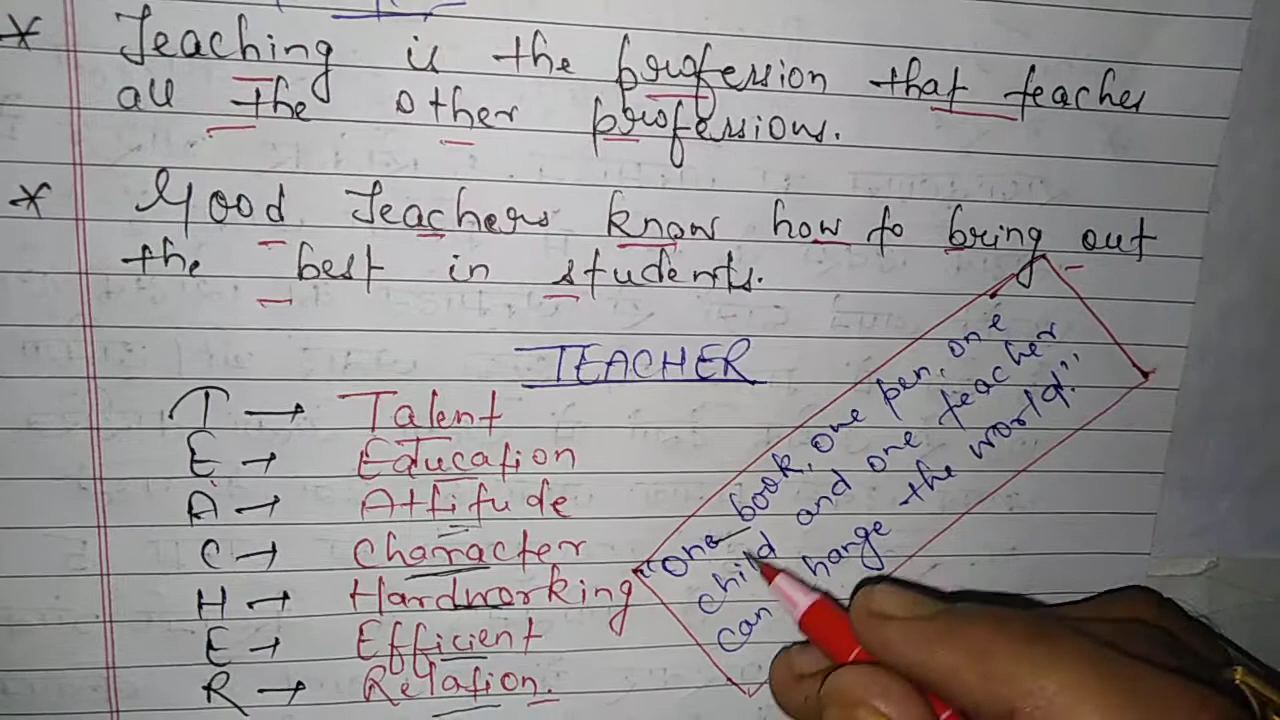 * Teaching is the profession that teaches
all the other professions.
* Good teachers know how to bring out
the best in students.
TEACHER
T → Talent
E → Education
A → Attitude
C → Character
H → Hardworking
E → Efficient
R → Relation.
"One book, one pen, one
child and one teacher
can change the world!"